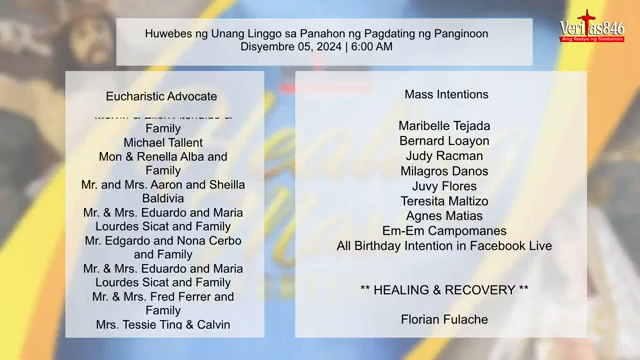 Huwebes ng Unang Linggo sa Panahon ng Pagdating ng Panginoon
Disyembre 05, 2024 | 6:00 AM
Veritas846
Ang Radyo ng Simbahan
Eucharistic Advocate
Family
Michael Tallent
Mon & Renella Alba and
Family
Mr. and Mrs. Aaron and Sheilla
Baldivia
Mr. & Mrs. Eduardo and Maria
Lourdes Sicat and Family
Mr. Edgardo and Nona Cerbo
and Family
Mr. & Mrs. Eduardo and Maria
Lourdes Sicat and Family
Mr. & Mrs. Fred Ferrer and
Family
Mrs. Tessie Ting & Calvin
Mass Intentions
Maribelle Tejada
Bernard Loayon
Judy Racman
Milagros Danos
Juvy Flores
Teresita Maltizo
Agnes Matias
Em-Em Campomanes
All Birthday Intention in Facebook Live
** HEALING & RECOVERY **
Florian Fulache